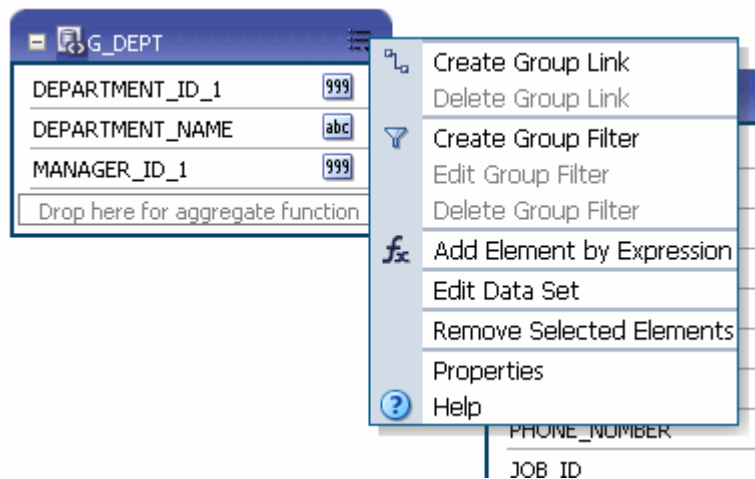 G_DEPT
DEPARTMENT_ID_1 999
DEPARTMENT_NAME abc
MANAGER_ID_1 999
Drop here for aggregate function
Create Group Link
Delete Group Link
Create Group Filter
Edit Group Filter
Delete Group Filter
fx Add Element by Expression
Edit Data Set
Remove Selected Elements
Properties
? Help
PHONE_NUMBER
JOB_ID